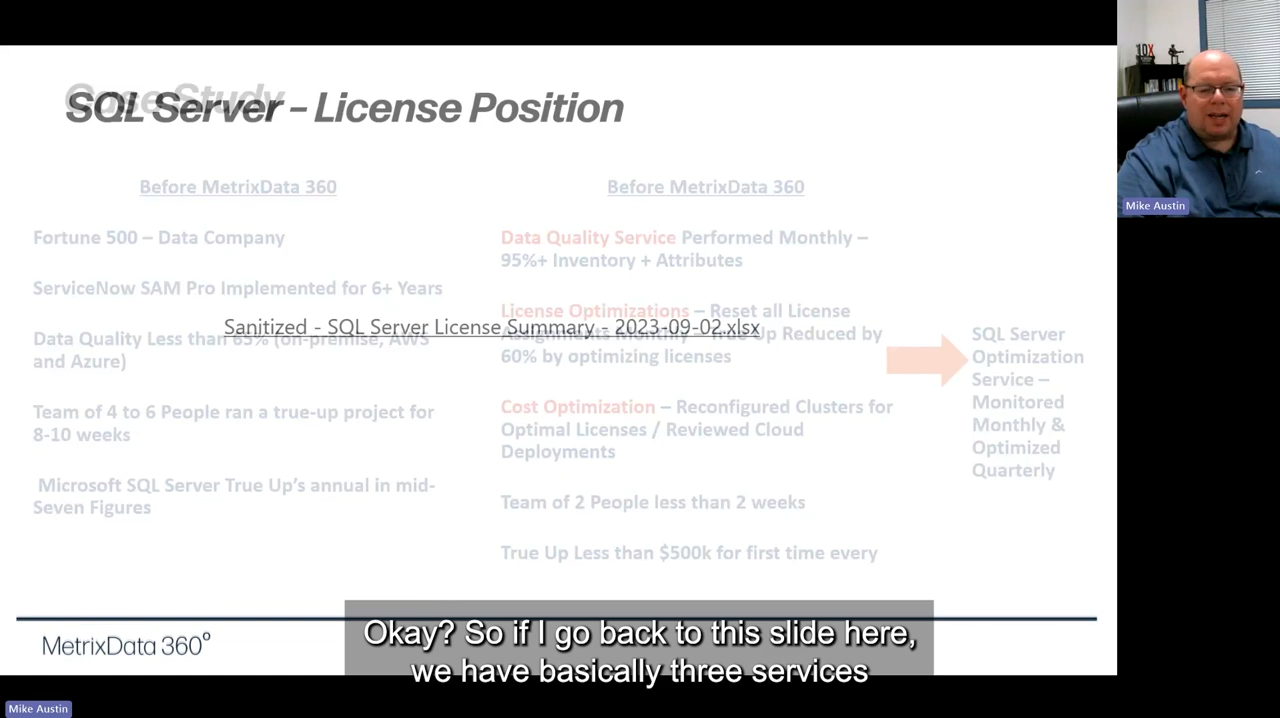 Case Study
SQL Server – License Position
Before MetrixData 360
Fortune 500 – Data Company
ServiceNow SAM Pro Implemented for 6+ Years
Data Quality Less than 65% (on-premise, AWS
and Azure)
Team of 4 to 6 People ran a true-up project for
8-10 weeks
Microsoft SQL Server True Up's annual in mid-
Seven Figures
Before MetrixData 360
Data Quality Service Performed Monthly –
95%+ Inventory + Attributes
License Optimizations – Reset all License
Assignments Monthly – True Up Reduced by
60% by optimizing licenses
Cost Optimization – Reconfigured Clusters for
Optimal Licenses / Reviewed Cloud
Deployments
Team of 2 People less than 2 weeks
True Up Less than $500k for first time every
SQL Server
Optimization
Service –
Monitored
Monthly &
Optimized
Quarterly
Sanitized - SQL Server License Summary - 2023-09-02.xlsx
MetrixData 360°
Okay? So if I go back to this slide here,
we have basically three services
10X
Mike Austin
Mike Austin